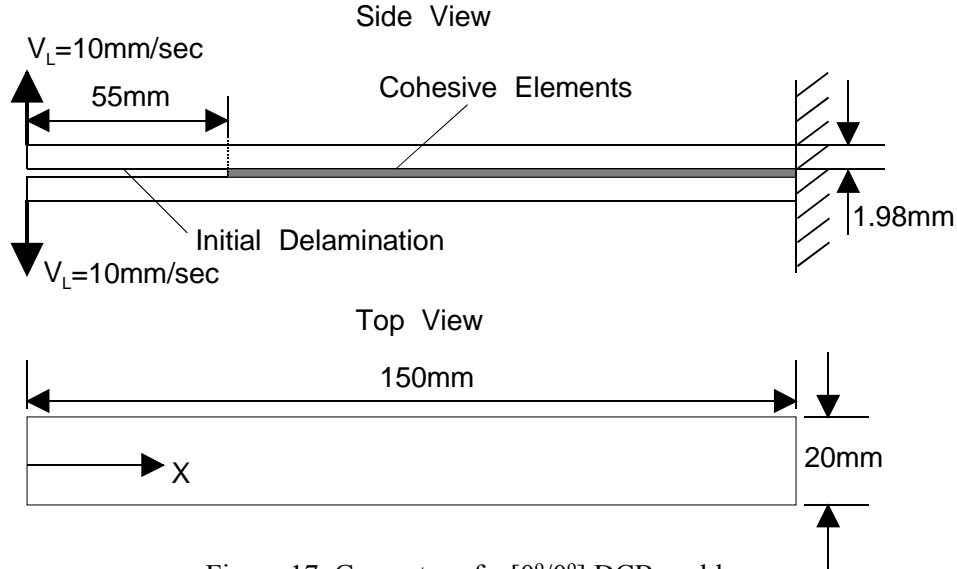 Side View
V_L=10mm/sec
55mm
Cohesive Elements
1.98mm
Initial Delamination
V_L=10mm/sec
Top View
150mm
X
20mm